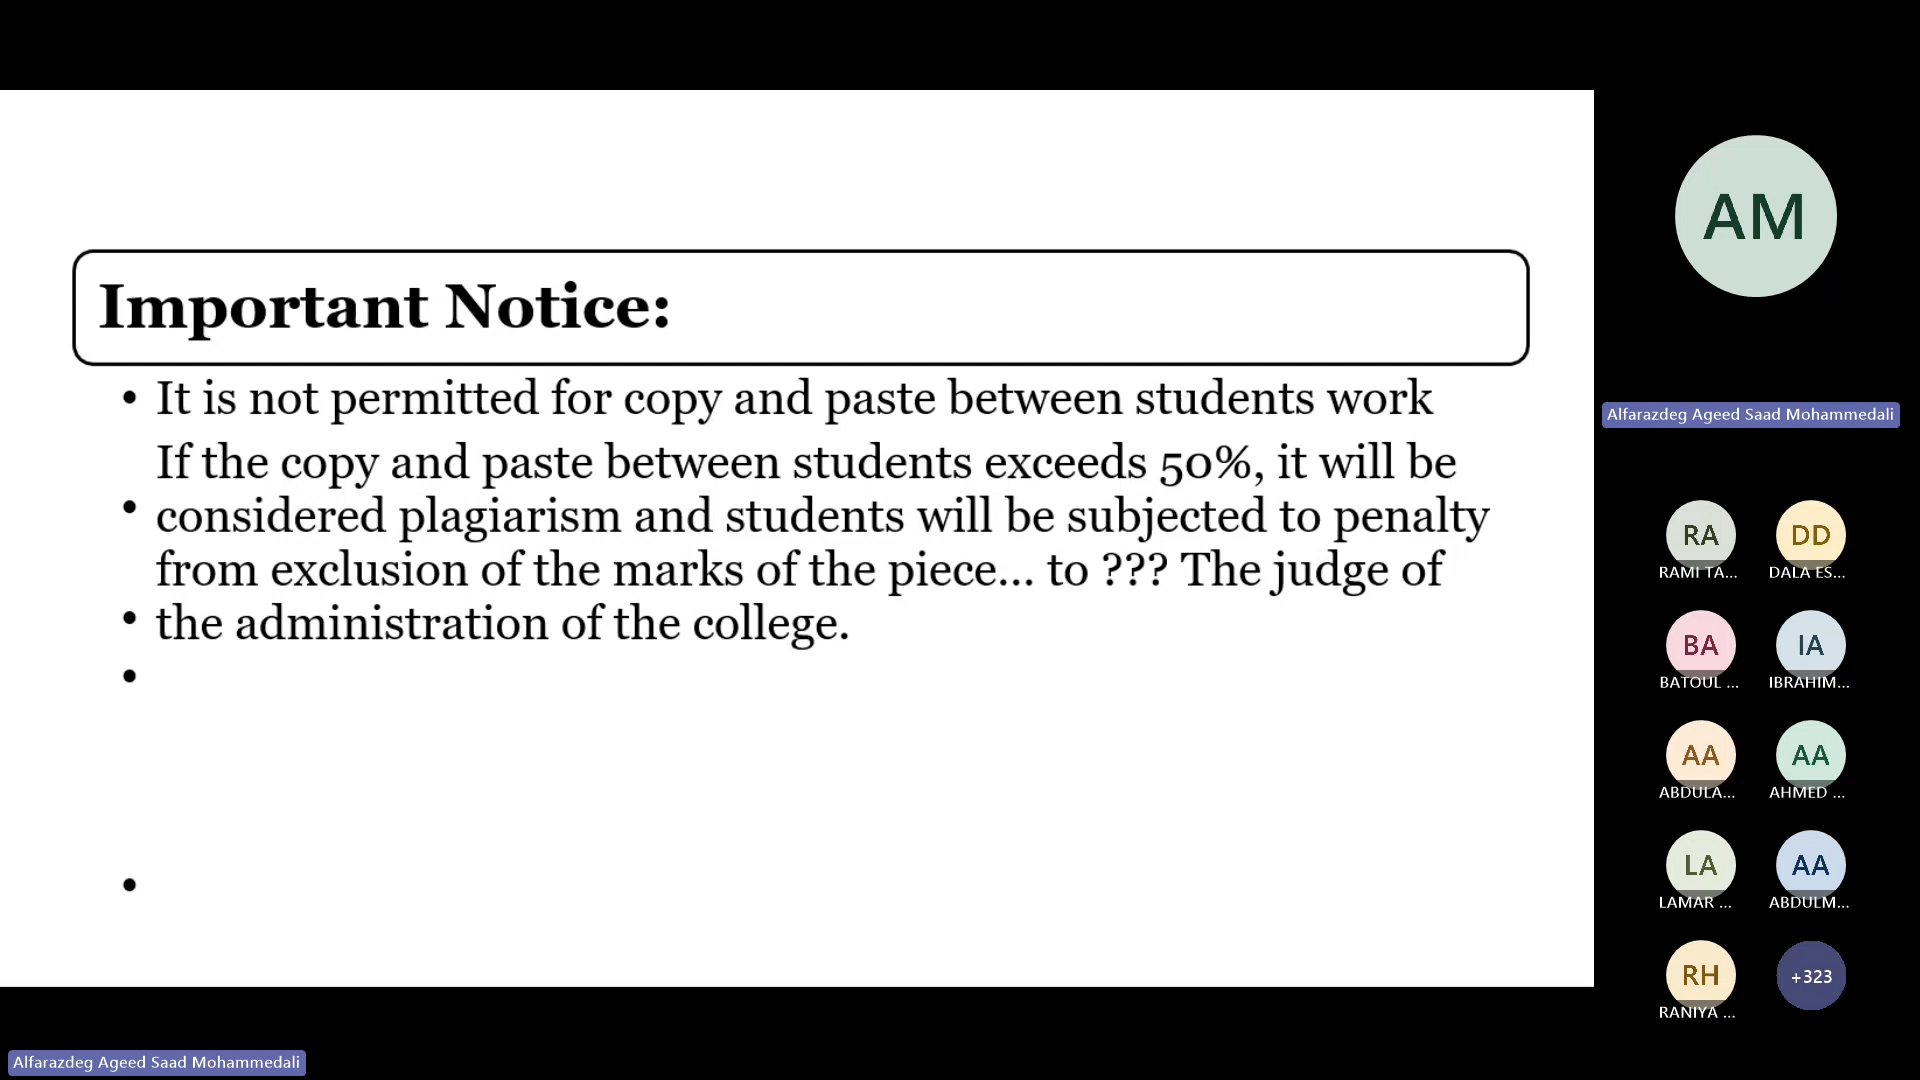 Important Notice:
• It is not permitted for copy and paste between students work
If the copy and paste between students exceeds 50%, it will be
• considered plagiarism and students will be subjected to penalty
from exclusion of the marks of the piece... to ??? The judge of
• the administration of the college.
•
•
AM
Alfarazdeg Ageed Saad Mohammedali
RA
DD
RAMI TA...
DALA ES...
BA
IA
BATOUL ...
IBRAHIM...
AA
AA
ABDULA...
AHMED ...
LA
AA
LAMAR ...
ABDULM...
RH
+323
RANIYA ...
Alfarazdeg Ageed Saad Mohammedali